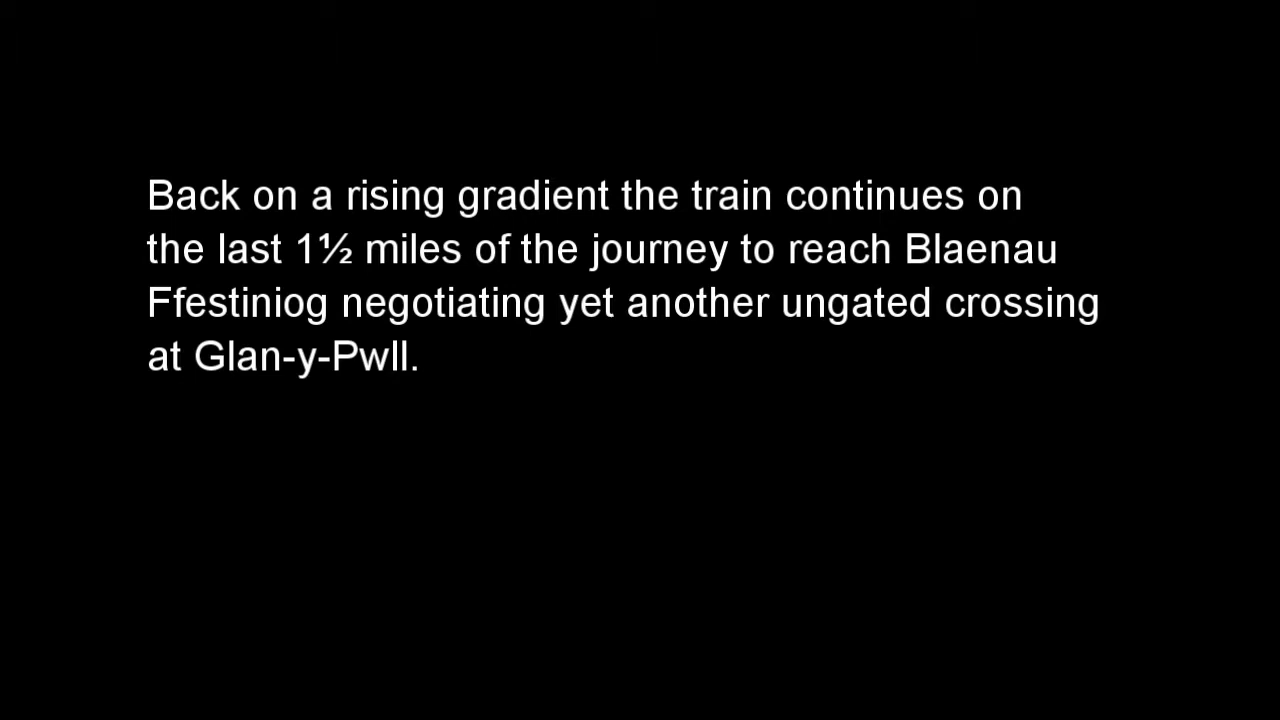 Back on a rising gradient the train continues on
the last 1½ miles of the journey to reach Blaenau
Ffestiniog negotiating yet another ungated crossing
at Glan-y-Pwll.